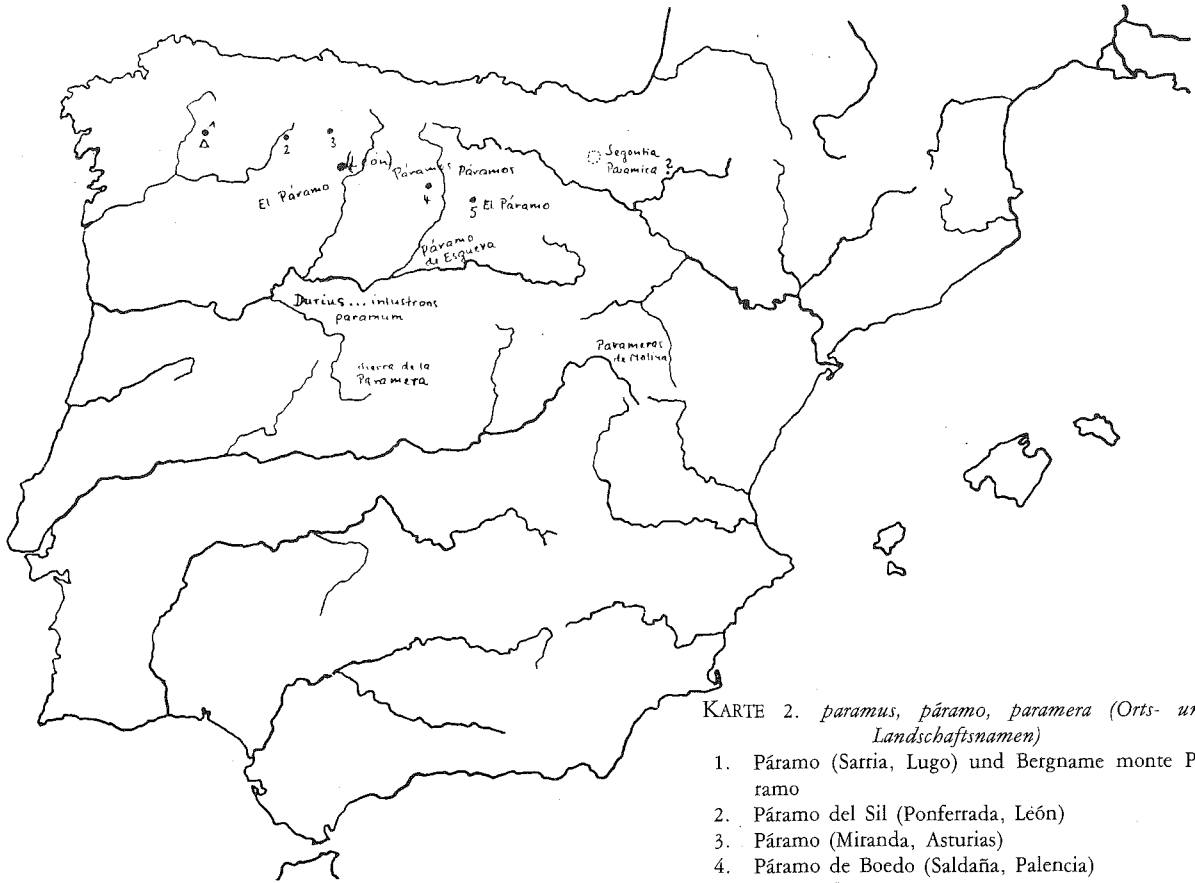 1
2
3
(León)
El Páramo
Páramos
Páramos
4
5 El Páramo
Páramo
de Esgueva
Segontia
Paramica
2
Durius... inlustrans
paramum
Sierra de la
Paramera
Parameras
de Molina
KARTE 2. paramus, páramo, paramera (Orts- un
Landschaftsnamen)
1. Páramo (Sarria, Lugo) und Bergname monte P
ramo
2. Páramo del Sil (Ponferrada, León)
3. Páramo (Miranda, Asturias)
4. Páramo de Boedo (Saldaña, Palencia)